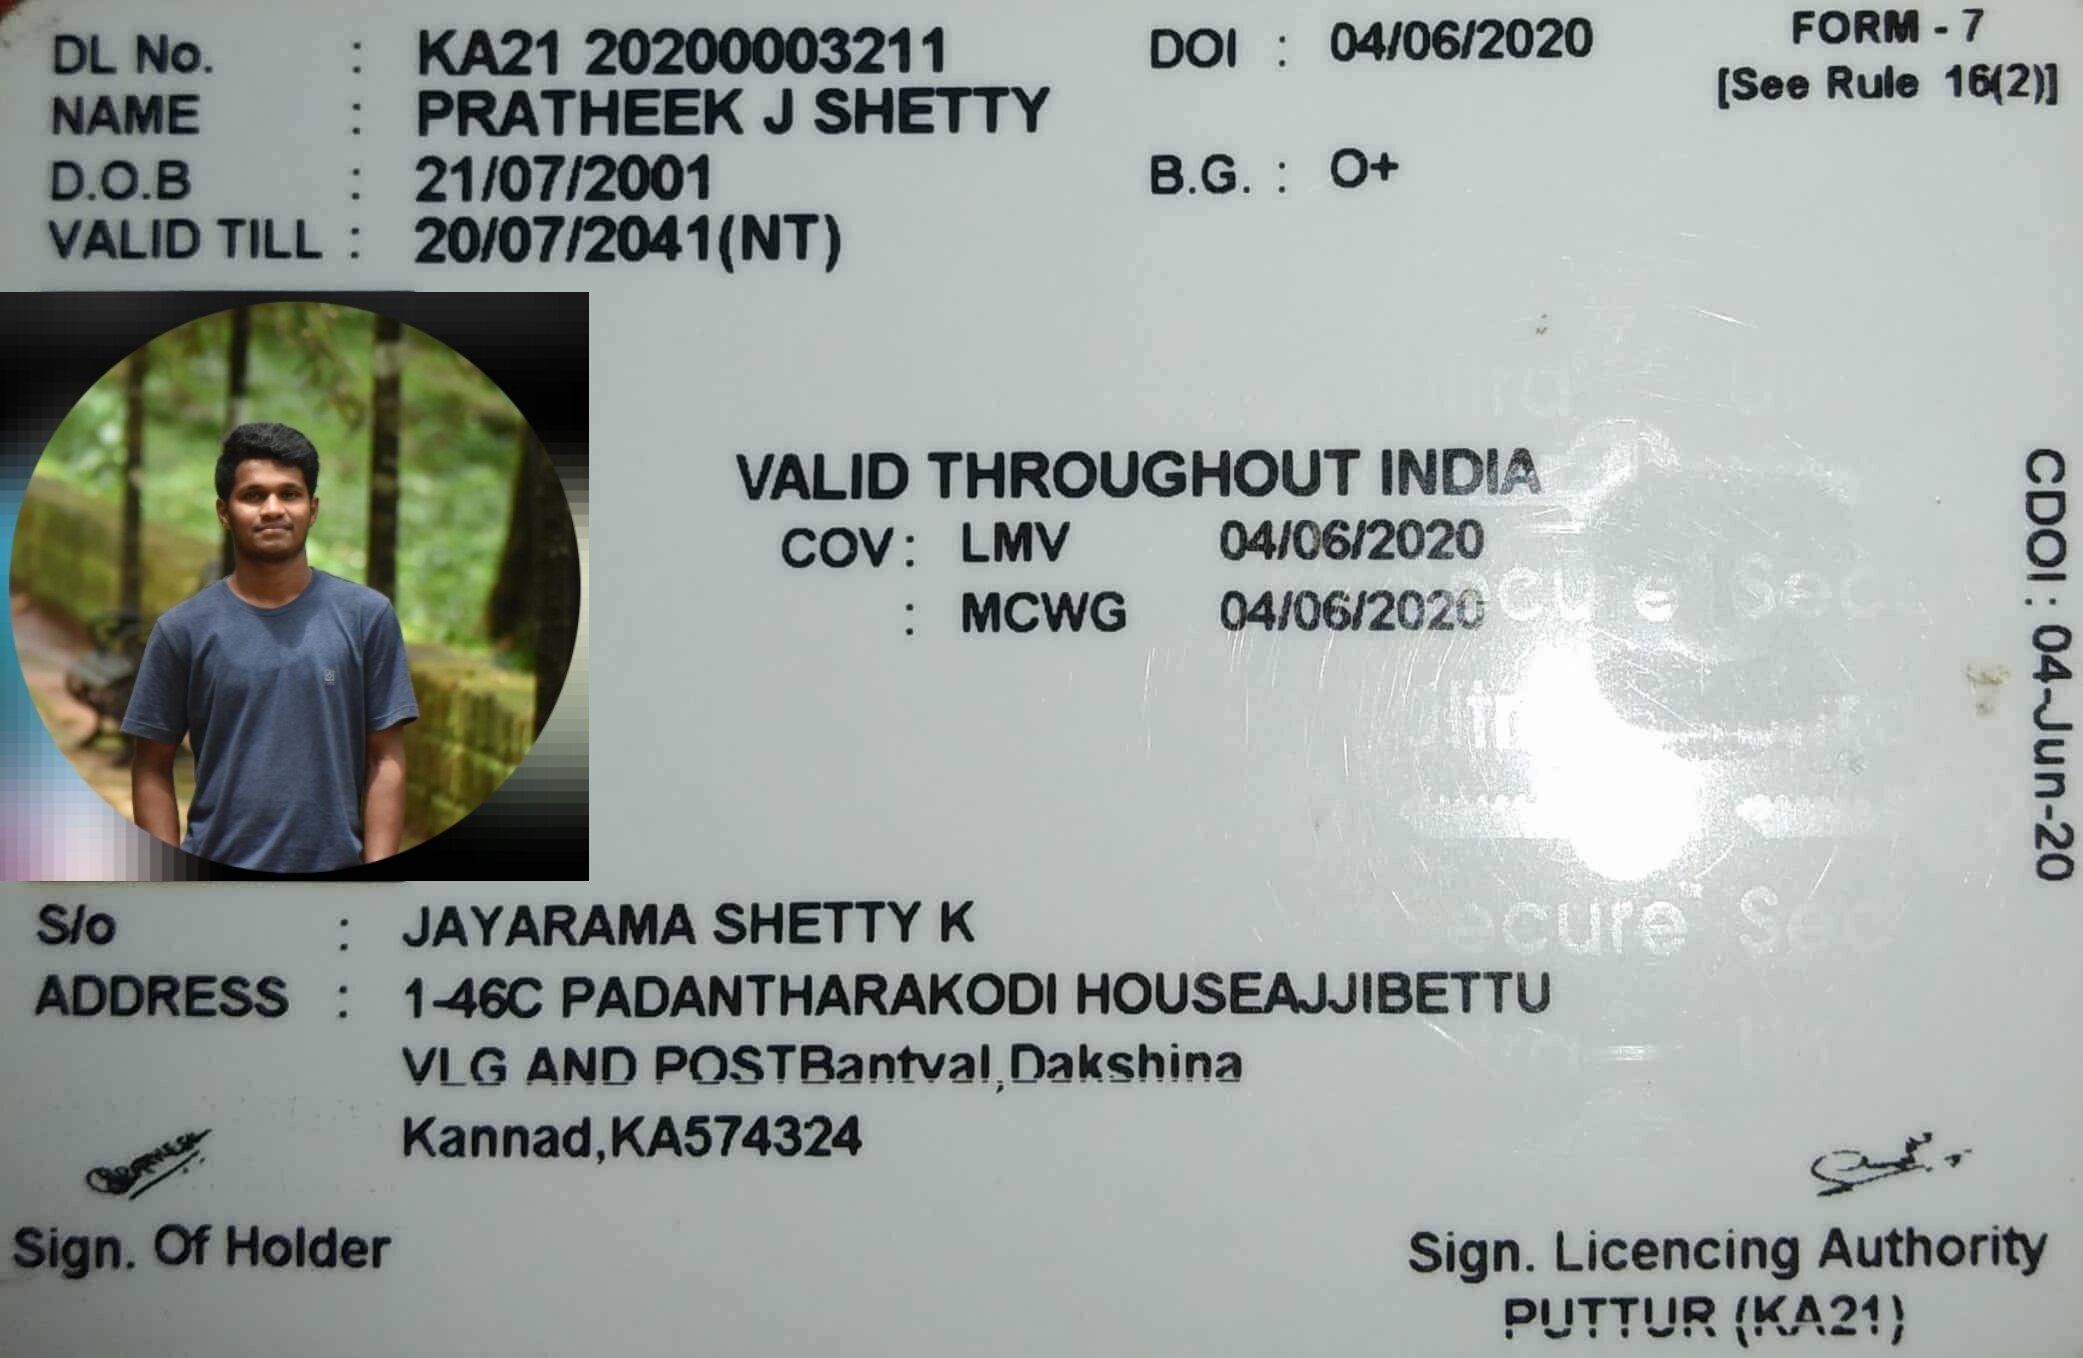 DL No. : KA21 20200003211 DOI : 04/06/2020 FORM - 7
[See Rule 16(2)]
NAME : PRATHEEK J SHETTY
D.O.B : 21/07/2001 B.G. : O+
VALID TILL : 20/07/2041(NT)
VALID THROUGHOUT INDIA
COV : LMV 04/06/2020
: MCWG 04/06/2020
CDOI : 04-Jun-20
S/o : JAYARAMA SHETTY K
ADDRESS : 1-46C PADANTHARAKODI HOUSEAJJIBETTU
VLG AND POSTBantval,Dakshina
Kannad,KA574324
Sign. Of Holder
Sign. Licencing Authority
PUTTUR (KA21)